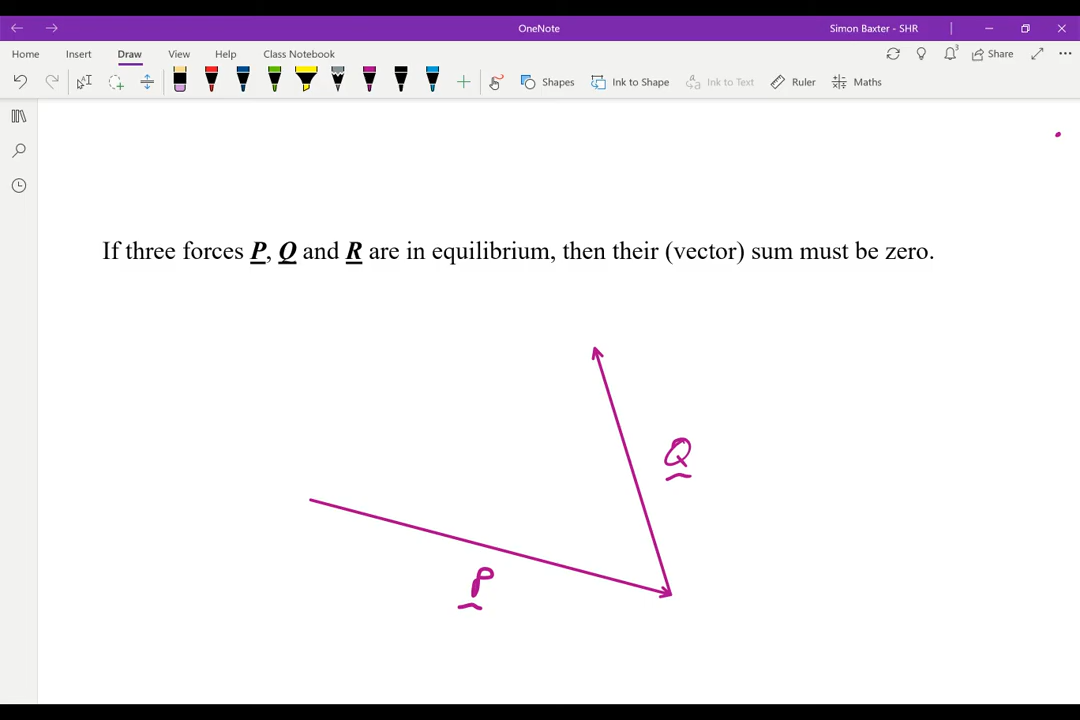 OneNote
Simon Baxter - SHR
Home Insert Draw View Help Class Notebook
3 Share
Ink to Shape Ink to Text Ruler Maths Shapes
If three forces P, Q and R are in equilibrium, then their (vector) sum must be zero.
Q
P